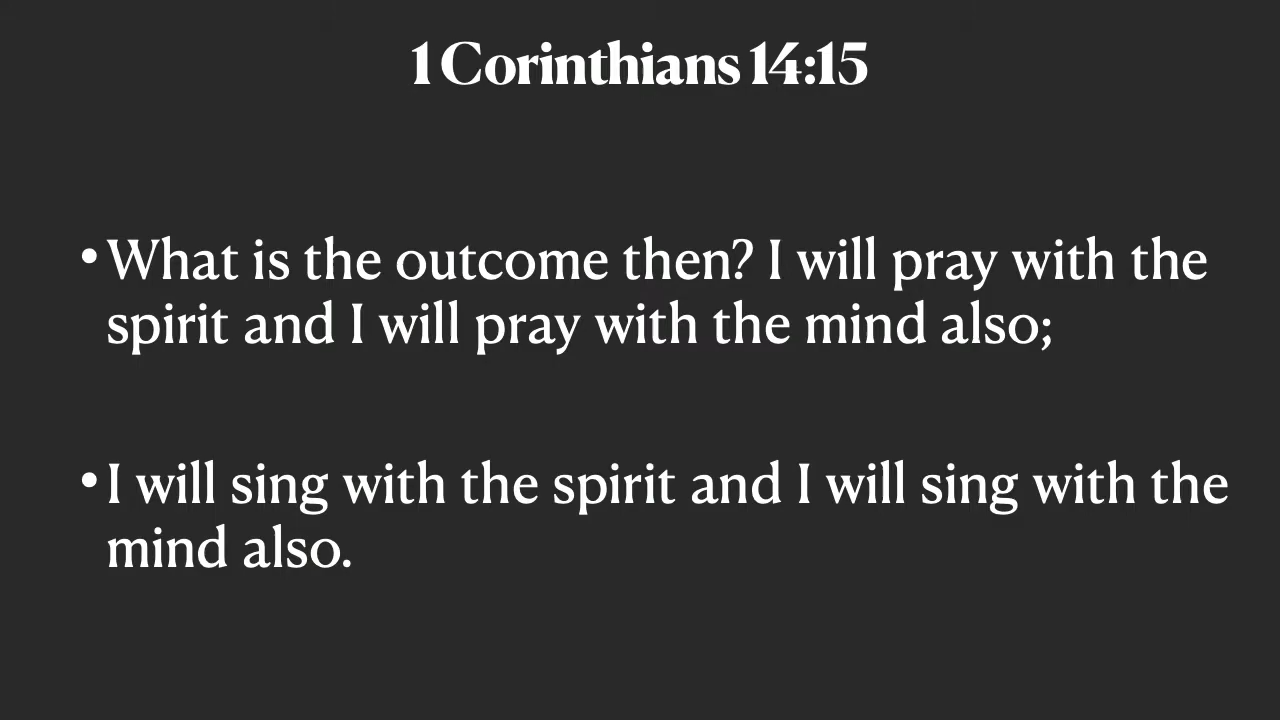 1 Corinthians 14:15
• What is the outcome then? I will pray with the
spirit and I will pray with the mind also;
• I will sing with the spirit and I will sing with the
mind also.